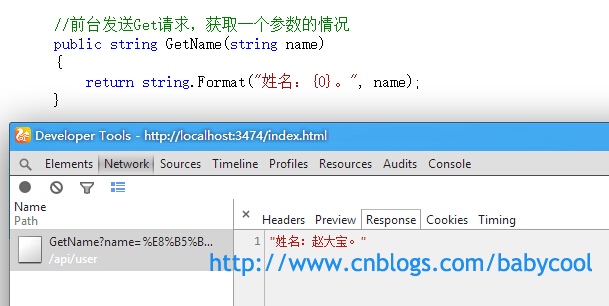 //前台发送Get请求，获取一个参数的情况
public string GetName(string name)
{
return string.Format("姓名：{0}。", name);
}
Developer Tools - http://localhost:3474/index.html
Elements Network Sources Timeline Profiles Resources Audits Console
Name
Path
× Headers Preview Response Cookies Timing
GetName?name=%E8%B5%B...
/api/user
1 "姓名：赵大宝。"
http://www.cnblogs.com/babycool